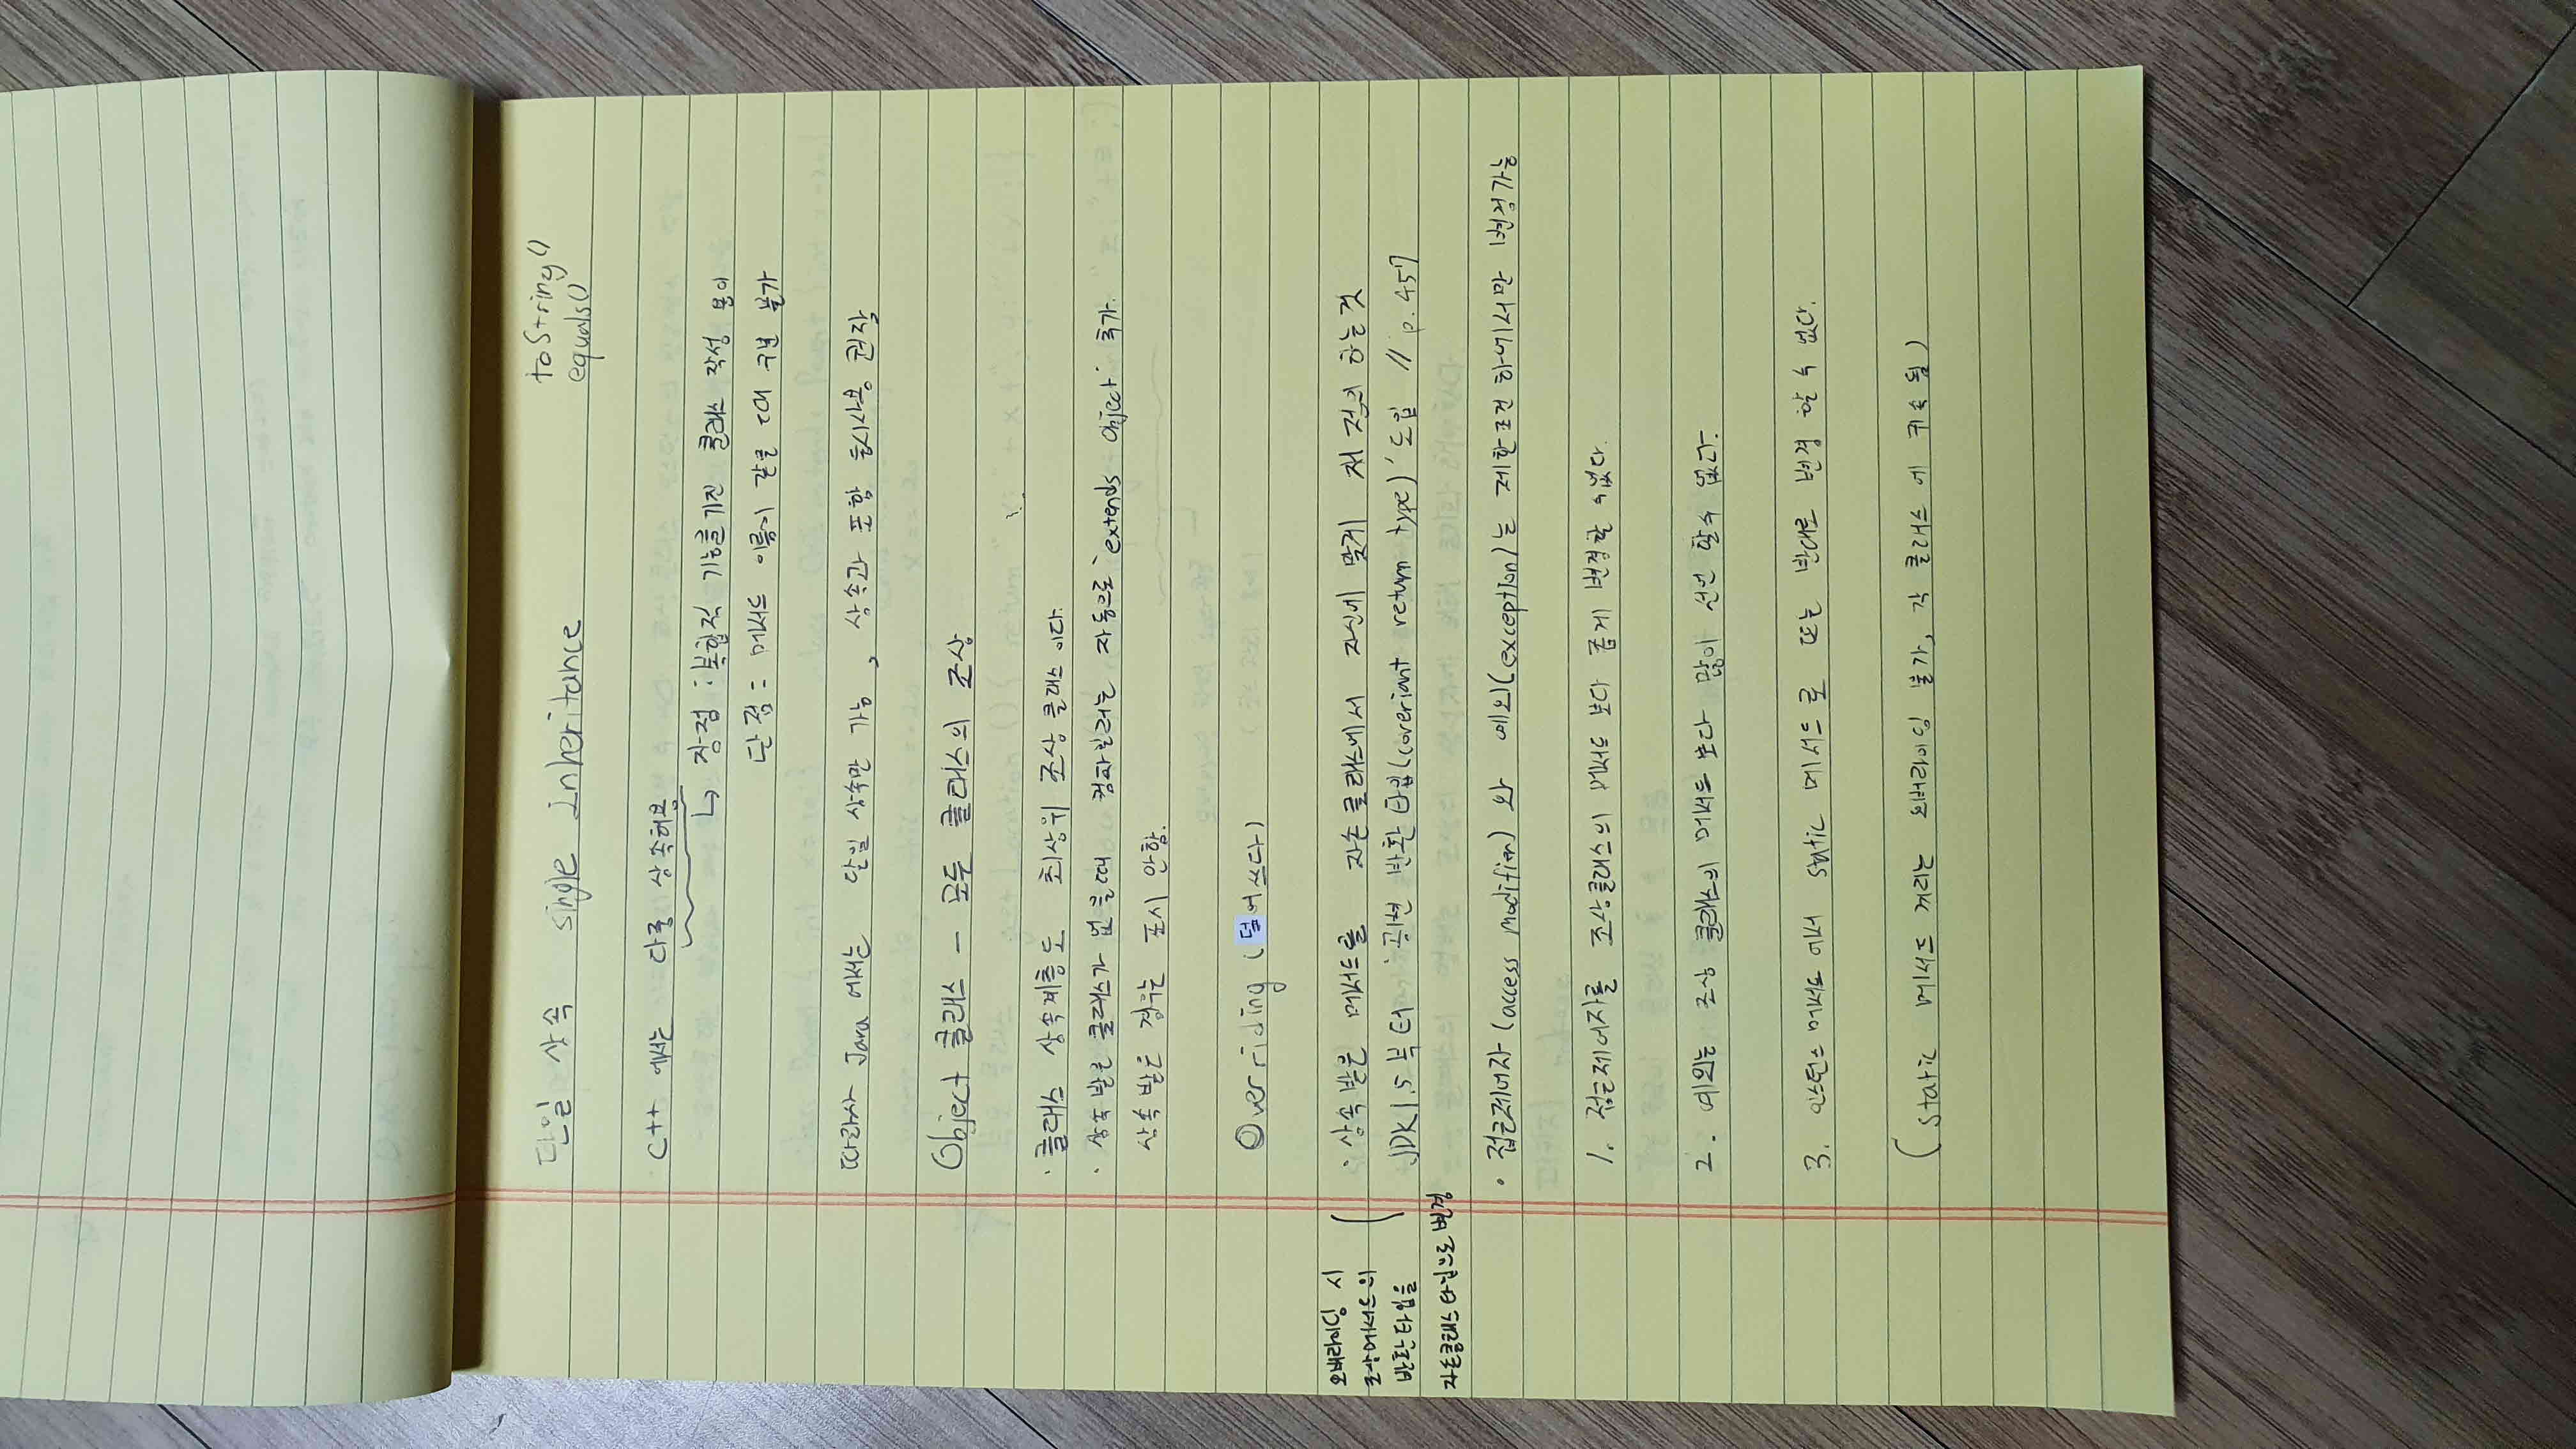 단일 상속 single Inheritance
toString()
equals()
C++ 에서는 다중 상속허용
↳ 장점 : 복합적 기능을가진 클래스 작성 용이
단점 : 메서드 이름이 같을 때 구분 불가
따라사 Java 에서는 단일 상속만 가능, 상속과 포함 동시사용 권장
Object 클래스 - 모든 클래스의 조상
· 클래스 상속계층도 최상위 조상 클래스 이다.
· 상속 받은 클래스가 없을때 컴파일러는 자동으로 'extends Object' 추가.
상속 받은 경우는 표시 안함.
Overriding (덮어쓰다)
오버라이딩 시
조상메서드의
반환타입을
자손클래스 타입으로 변경
· 상속 받은 메서드를 자손 클래스에서 자신에 맞게 재 정의 하는것
JDK1.5 부터 '공변 반환 타입(coveriant return type)' 도입 // p.457
· 접근제어자 (access modifier) 와 예외(exception)는 제한조건 하에서만 변경가능
1. 접근제어자를 조상클래스의 메서드 보다 좁게 변경할 수없다.
2. 예외는 조상 클래스의 메서드 보다 많이 선언 할수 없다.
3. 인스턴스 메서드 에서 static 메서드 로 또는 반대로 변경 할 수 없다.
(static 메서드 끼리는 오버라이딩 불가, 각 클래스 에 귀속 됨)